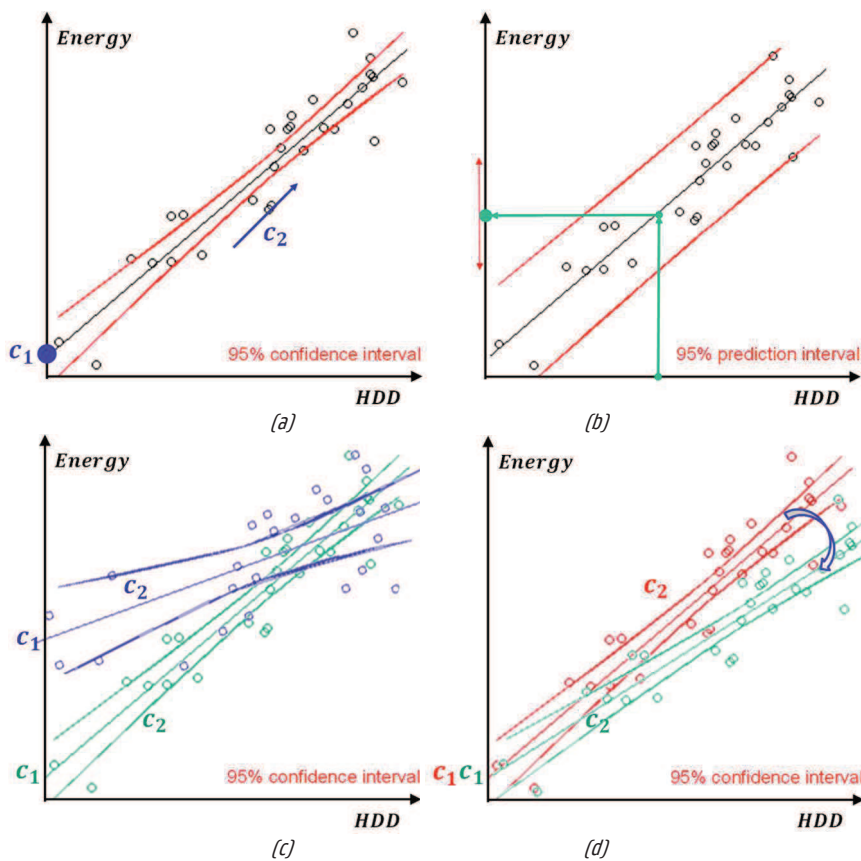 Energy
c₂
c₁
95% confidence interval
HDD
(a)
Energy
95% prediction interval
HDD
(b)
Energy
c₂
c₁
c₂
c₁
95% confidence interval
HDD
(c)
Energy
c₂
c₂
c₁ c₁
95% confidence interval
HDD
(d)